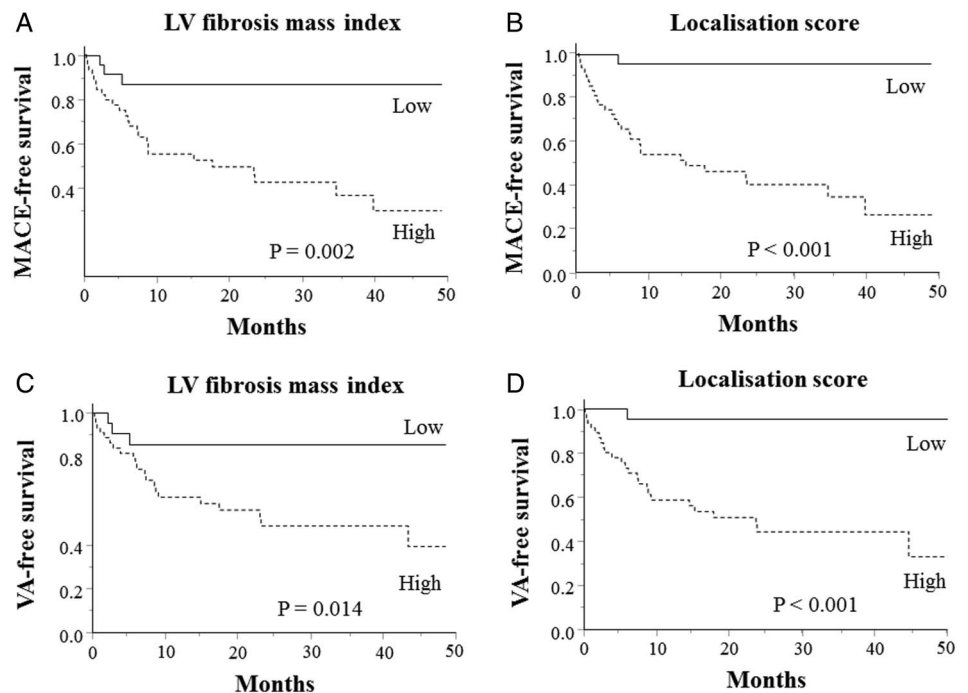 A
LV fibrosis mass index
MACE-free survival
1.0
0.8
0.6
0.4
Low
High
P = 0.002
0 10 20 30 40 50
Months
B
Localisation score
MACE-free survival
1.0
0.8
0.6
0.4
0.2
0.0
Low
High
P < 0.001
0 10 20 30 40 50
Months
C
LV fibrosis mass index
VA-free survival
1.0
0.8
0.4
0.2
0.0
Low
High
P = 0.014
0 10 20 30 40 50
Months
D
Localisation score
VA-free survival
1.0
0.8
0.6
0.4
0.2
0.0
Low
High
P < 0.001
0 10 20 30 40 50
Months